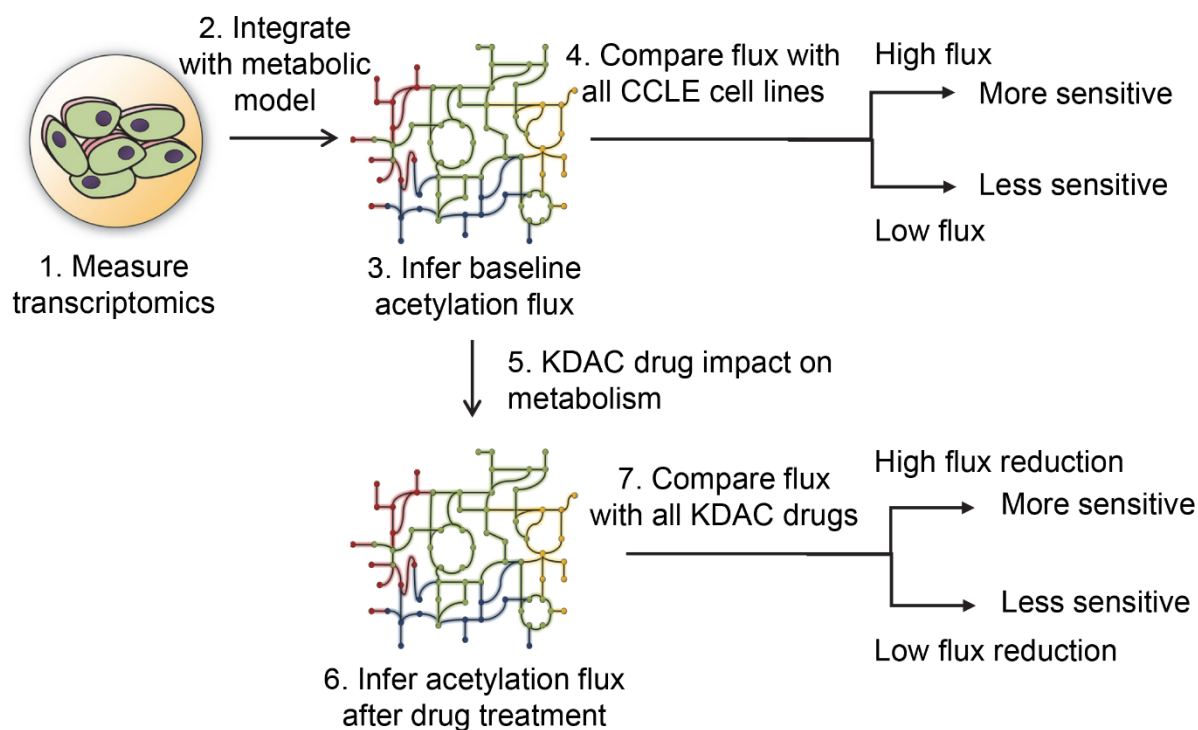 2. Integrate
with metabolic
model
1. Measure
transcriptomics
3. Infer baseline
acetylation flux
4. Compare flux with
all CCLE cell lines
High flux
More sensitive
Less sensitive
Low flux
5. KDAC drug impact on
metabolism
6. Infer acetylation flux
after drug treatment
7. Compare flux
with all KDAC drugs
High flux reduction
More sensitive
Less sensitive
Low flux reduction